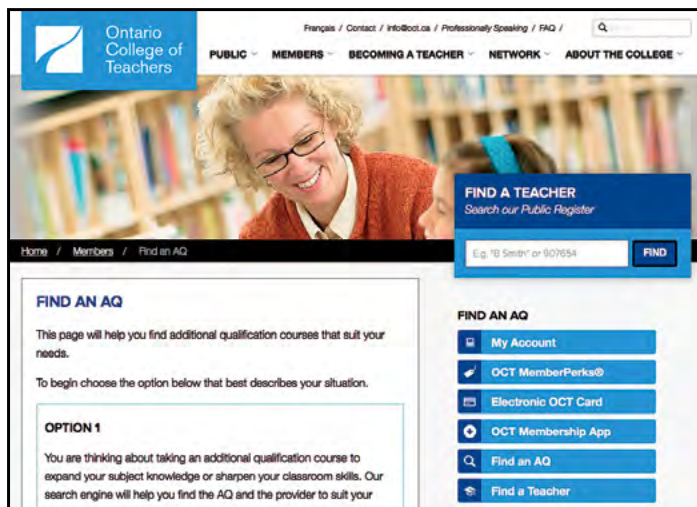 Ontario
College of
Teachers
Français / Contact / info@oct.ca / Professionally Speaking / FAQ /
PUBLIC MEMBERS BECOMING A TEACHER NETWORK ABOUT THE COLLEGE
FIND A TEACHER
Search our Public Register
E.g. "B Smith" or 907654 FIND
Home / Members / Find an AQ
FIND AN AQ
This page will help you find additional qualification courses that suit your
needs.
To begin choose the option below that best describes your situation.
OPTION 1
You are thinking about taking an additional qualification course to
expand your subject knowledge or sharpen your classroom skills. Our
search engine will help you find the AQ and the provider to suit your
FIND AN AQ
My Account
OCT MemberPerks®
Electronic OCT Card
OCT Membership App
Find an AQ
Find a Teacher